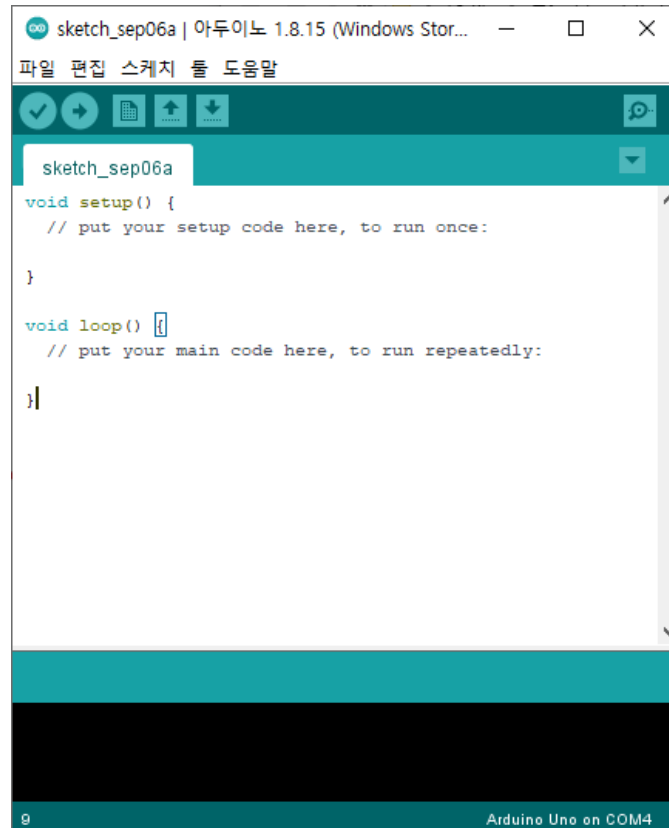 sketch_sep06a | 아두이노 1.8.15 (Windows Stor...
파일 편집 스케치 툴 도움말
sketch_sep06a
void setup() {
  // put your setup code here, to run once:
}
void loop() {
  // put your main code here, to run repeatedly:
}
9 Arduino Uno on COM4